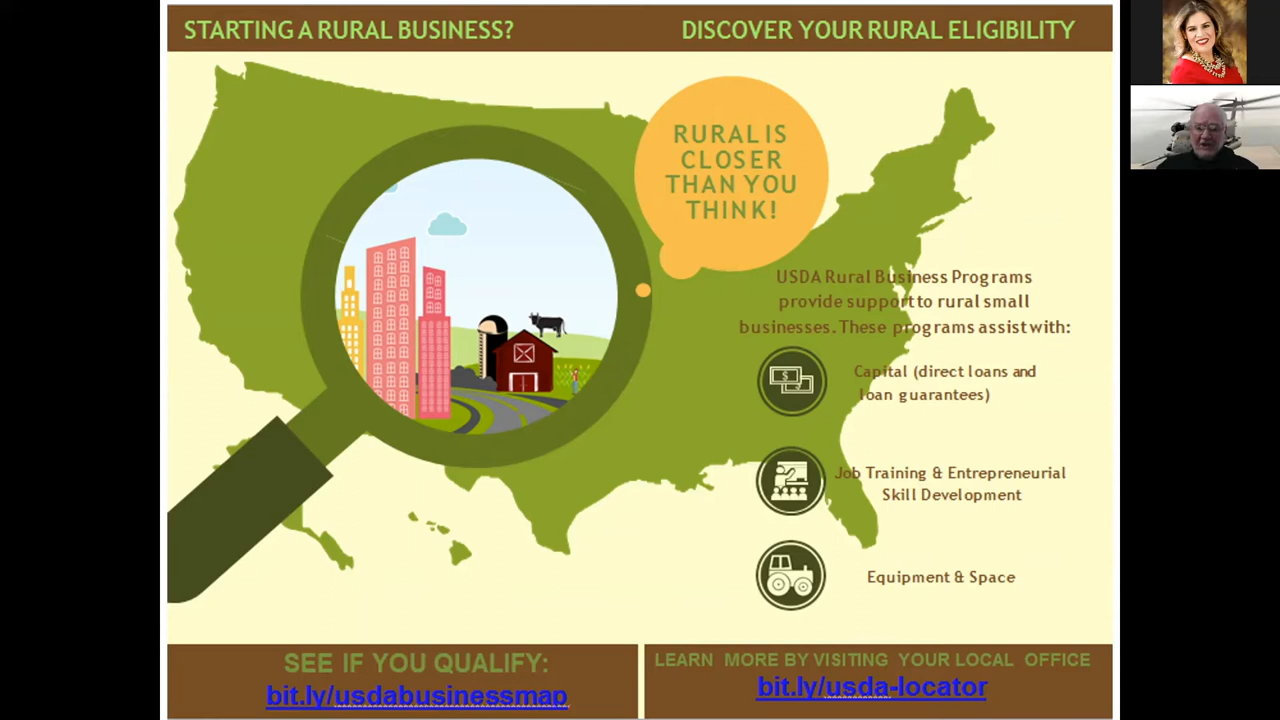 STARTING A RURAL BUSINESS?
DISCOVER YOUR RURAL ELIGIBILITY
RURAL IS
CLOSER
THAN YOU
THINK!
USDA Rural Business Programs
provide support to rural small
businesses. These programs assist with:
Capital (direct loans and
loan guarantees)
Job Training & Entrepreneurial
Skill Development
Equipment & Space
SEE IF YOU QUALIFY:
bit.ly/usdabusinessmap
LEARN MORE BY VISITING YOUR LOCAL OFFICE
bit.ly/usda-locator